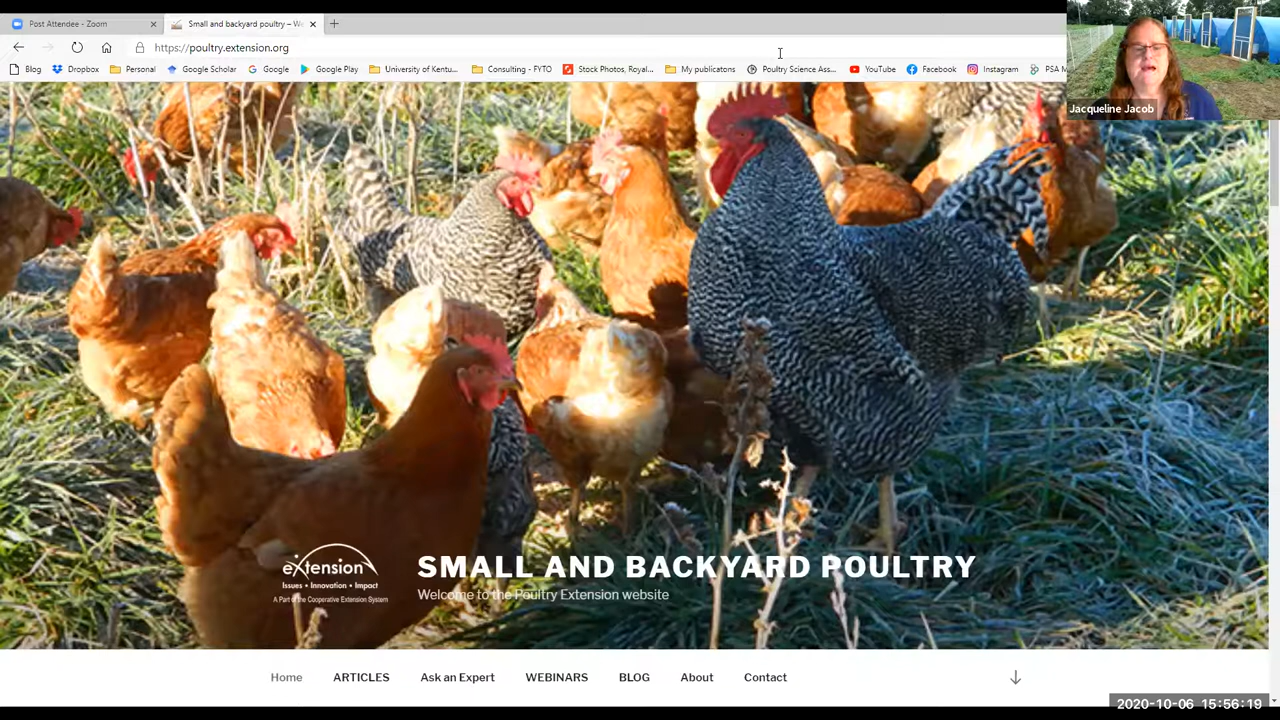 Post Attendee - Zoom
Small and backyard poultry – We
https://poultry.extension.org
Blog
Dropbox
Personal
Google Scholar
Google
Google Play
University of Kentu...
Consulting - FYTO
Stock Photos, Royal...
My publicatons
Poultry Science Ass...
YouTube
Facebook
Instagram
PSA M
Jacqueline Jacob
eXtension
Issues • Innovation • Impact
A Part of the Cooperative Extension System
SMALL AND BACKYARD POULTRY
Welcome to the Poultry Extension website
Home
ARTICLES
Ask an Expert
WEBINARS
BLOG
About
Contact
2020-10-06 15:56:19